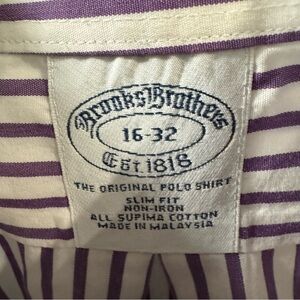 Brooks Brothers
16-32
Est. 1818
THE ORIGINAL POLO SHIRT
SLIM FIT
NON-IRON
ALL SUPIMA COTTON
MADE IN MALAYSIA